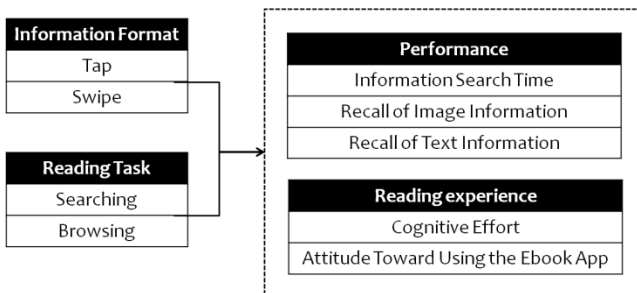 Information Format
Tap
Swipe
Reading Task
Searching
Browsing
Performance
Information Search Time
Recall of Image Information
Recall of Text Information
Reading experience
Cognitive Effort
Attitude Toward Using the Ebook App